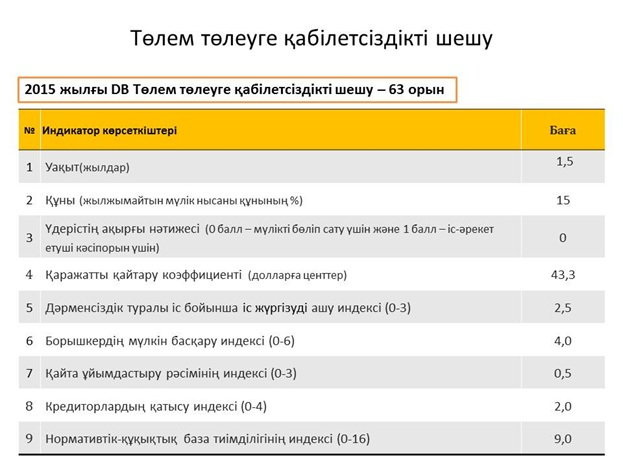 Төлем төлеуге қабілетсіздікті шешу
2015 жылғы DB Төлем төлеуге қабілетсіздікті шешу – 63 орын
№ Индикатор көрсеткіштері Баға
1 Уақыт(жылдар) 1,5
2 Құны (жылжымайтын мүлік нысаны құнының %) 15
3 Үдерістің ақырғы нәтижесі (0 балл – мүлікті бөліп сату үшін және 1 балл – іс-әрекет
етуші кәсіпорын үшін) 0
4 Қаражатты қайтару коэффициенті (долларға центтер) 43,3
5 Дәрменсіздік туралы іс бойынша іс жүргізуді ашу индексі (0-3) 2,5
6 Борышкердің мүлкін басқару индексі (0-6) 4,0
7 Қайта ұйымдастыру рәсімінің индексі (0-3) 0,5
8 Кредиторлардың қатысу индексі (0-4) 2,0
9 Нормативтік-құқықтық база тиімділігінің индексі (0-16) 9,0